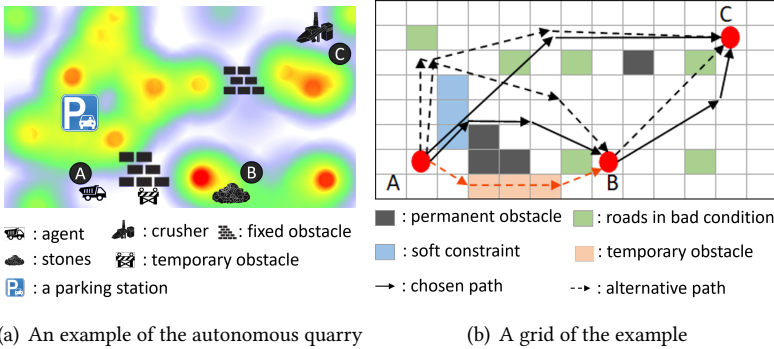 C
P
A
B
: agent
: crusher
: fixed obstacle
: stones
: temporary obstacle
: a parking station
(a) An example of the autonomous quarry
C
A
B
: permanent obstacle
: roads in bad condition
: soft constraint
: temporary obstacle
: chosen path
: alternative path
(b) A grid of the example